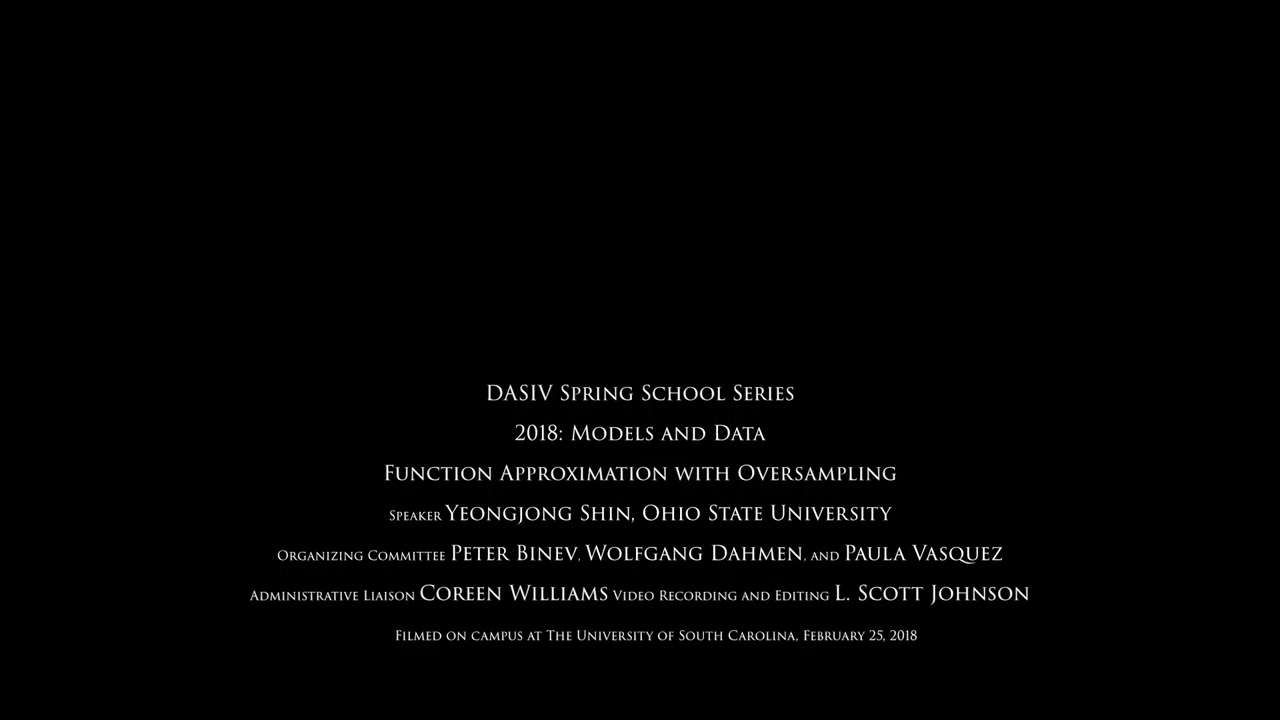 DASIV Spring School Series
2018: Models and Data
Function Approximation with Oversampling
Speaker Yeongjong Shin, Ohio State University
Organizing Committee Peter Binev, Wolfgang Dahmen, and Paula Vasquez
Administrative Liaison Coreen Williams Video Recording and Editing L. Scott Johnson
Filmed on campus at The University of South Carolina, February 25, 2018